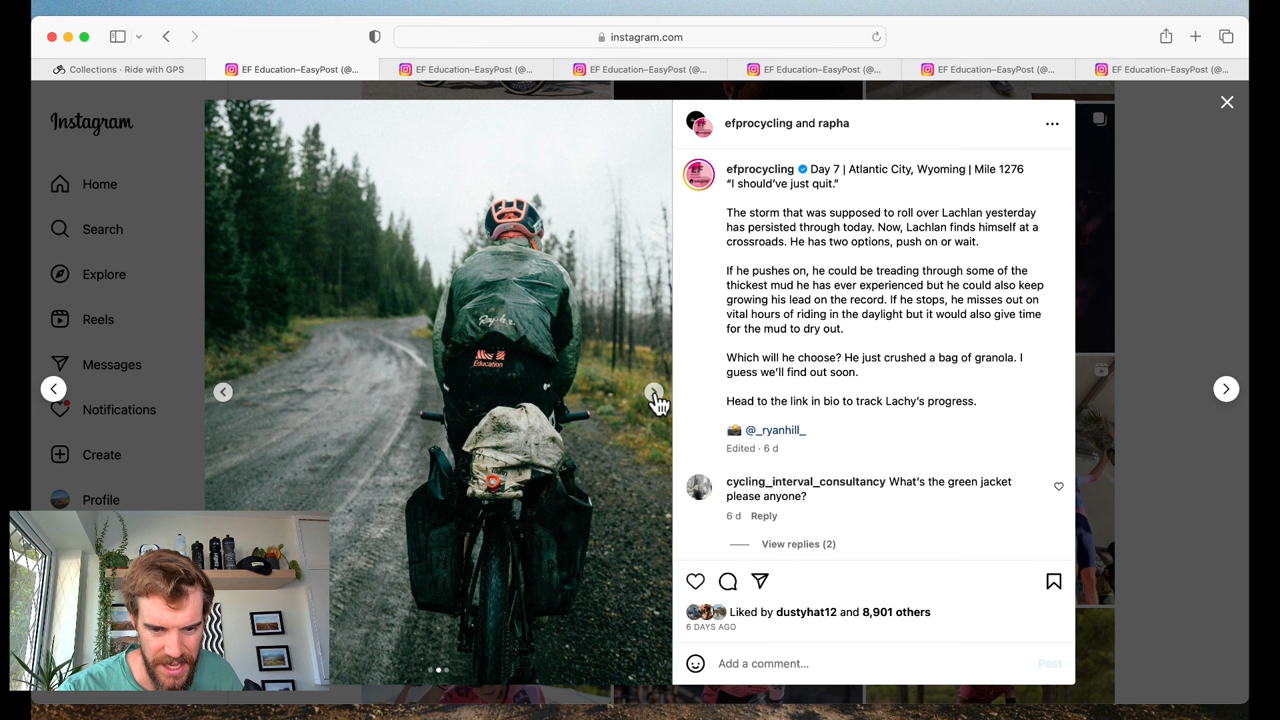 instagram.com
Collections · Ride with GPS
EF Education–EasyPost (@...
EF Education–EasyPost (@...
EF Education–EasyPost (@...
EF Education–EasyPost (@...
EF Education–EasyPost (@...
EF Education–EasyPost (@...
Instagram
Home
Search
Explore
Reels
Messages
Notifications
Create
Profile
Rapha
Education
efprocycling and rapha
efprocycling Day 7 | Atlantic City, Wyoming | Mile 1276
“I should’ve just quit.”
The storm that was supposed to roll over Lachlan yesterday
has persisted through today. Now, Lachlan finds himself at a
crossroads. He has two options, push on or wait.
If he pushes on, he could be treading through some of the
thickest mud he has ever experienced but he could also keep
growing his lead on the record. If he stops, he misses out on
vital hours of riding in the daylight but it would also give time
for the mud to dry out.
Which will he choose? He just crushed a bag of granola. I
guess we’ll find out soon.
Head to the link in bio to track Lachy’s progress.
📸 @_ryanhill_
Edited · 6 d
cycling_interval_consultancy What’s the green jacket
please anyone?
6 d Reply
View replies (2)
Liked by dustyhat12 and 8,901 others
6 DAYS AGO
Add a comment...
Post